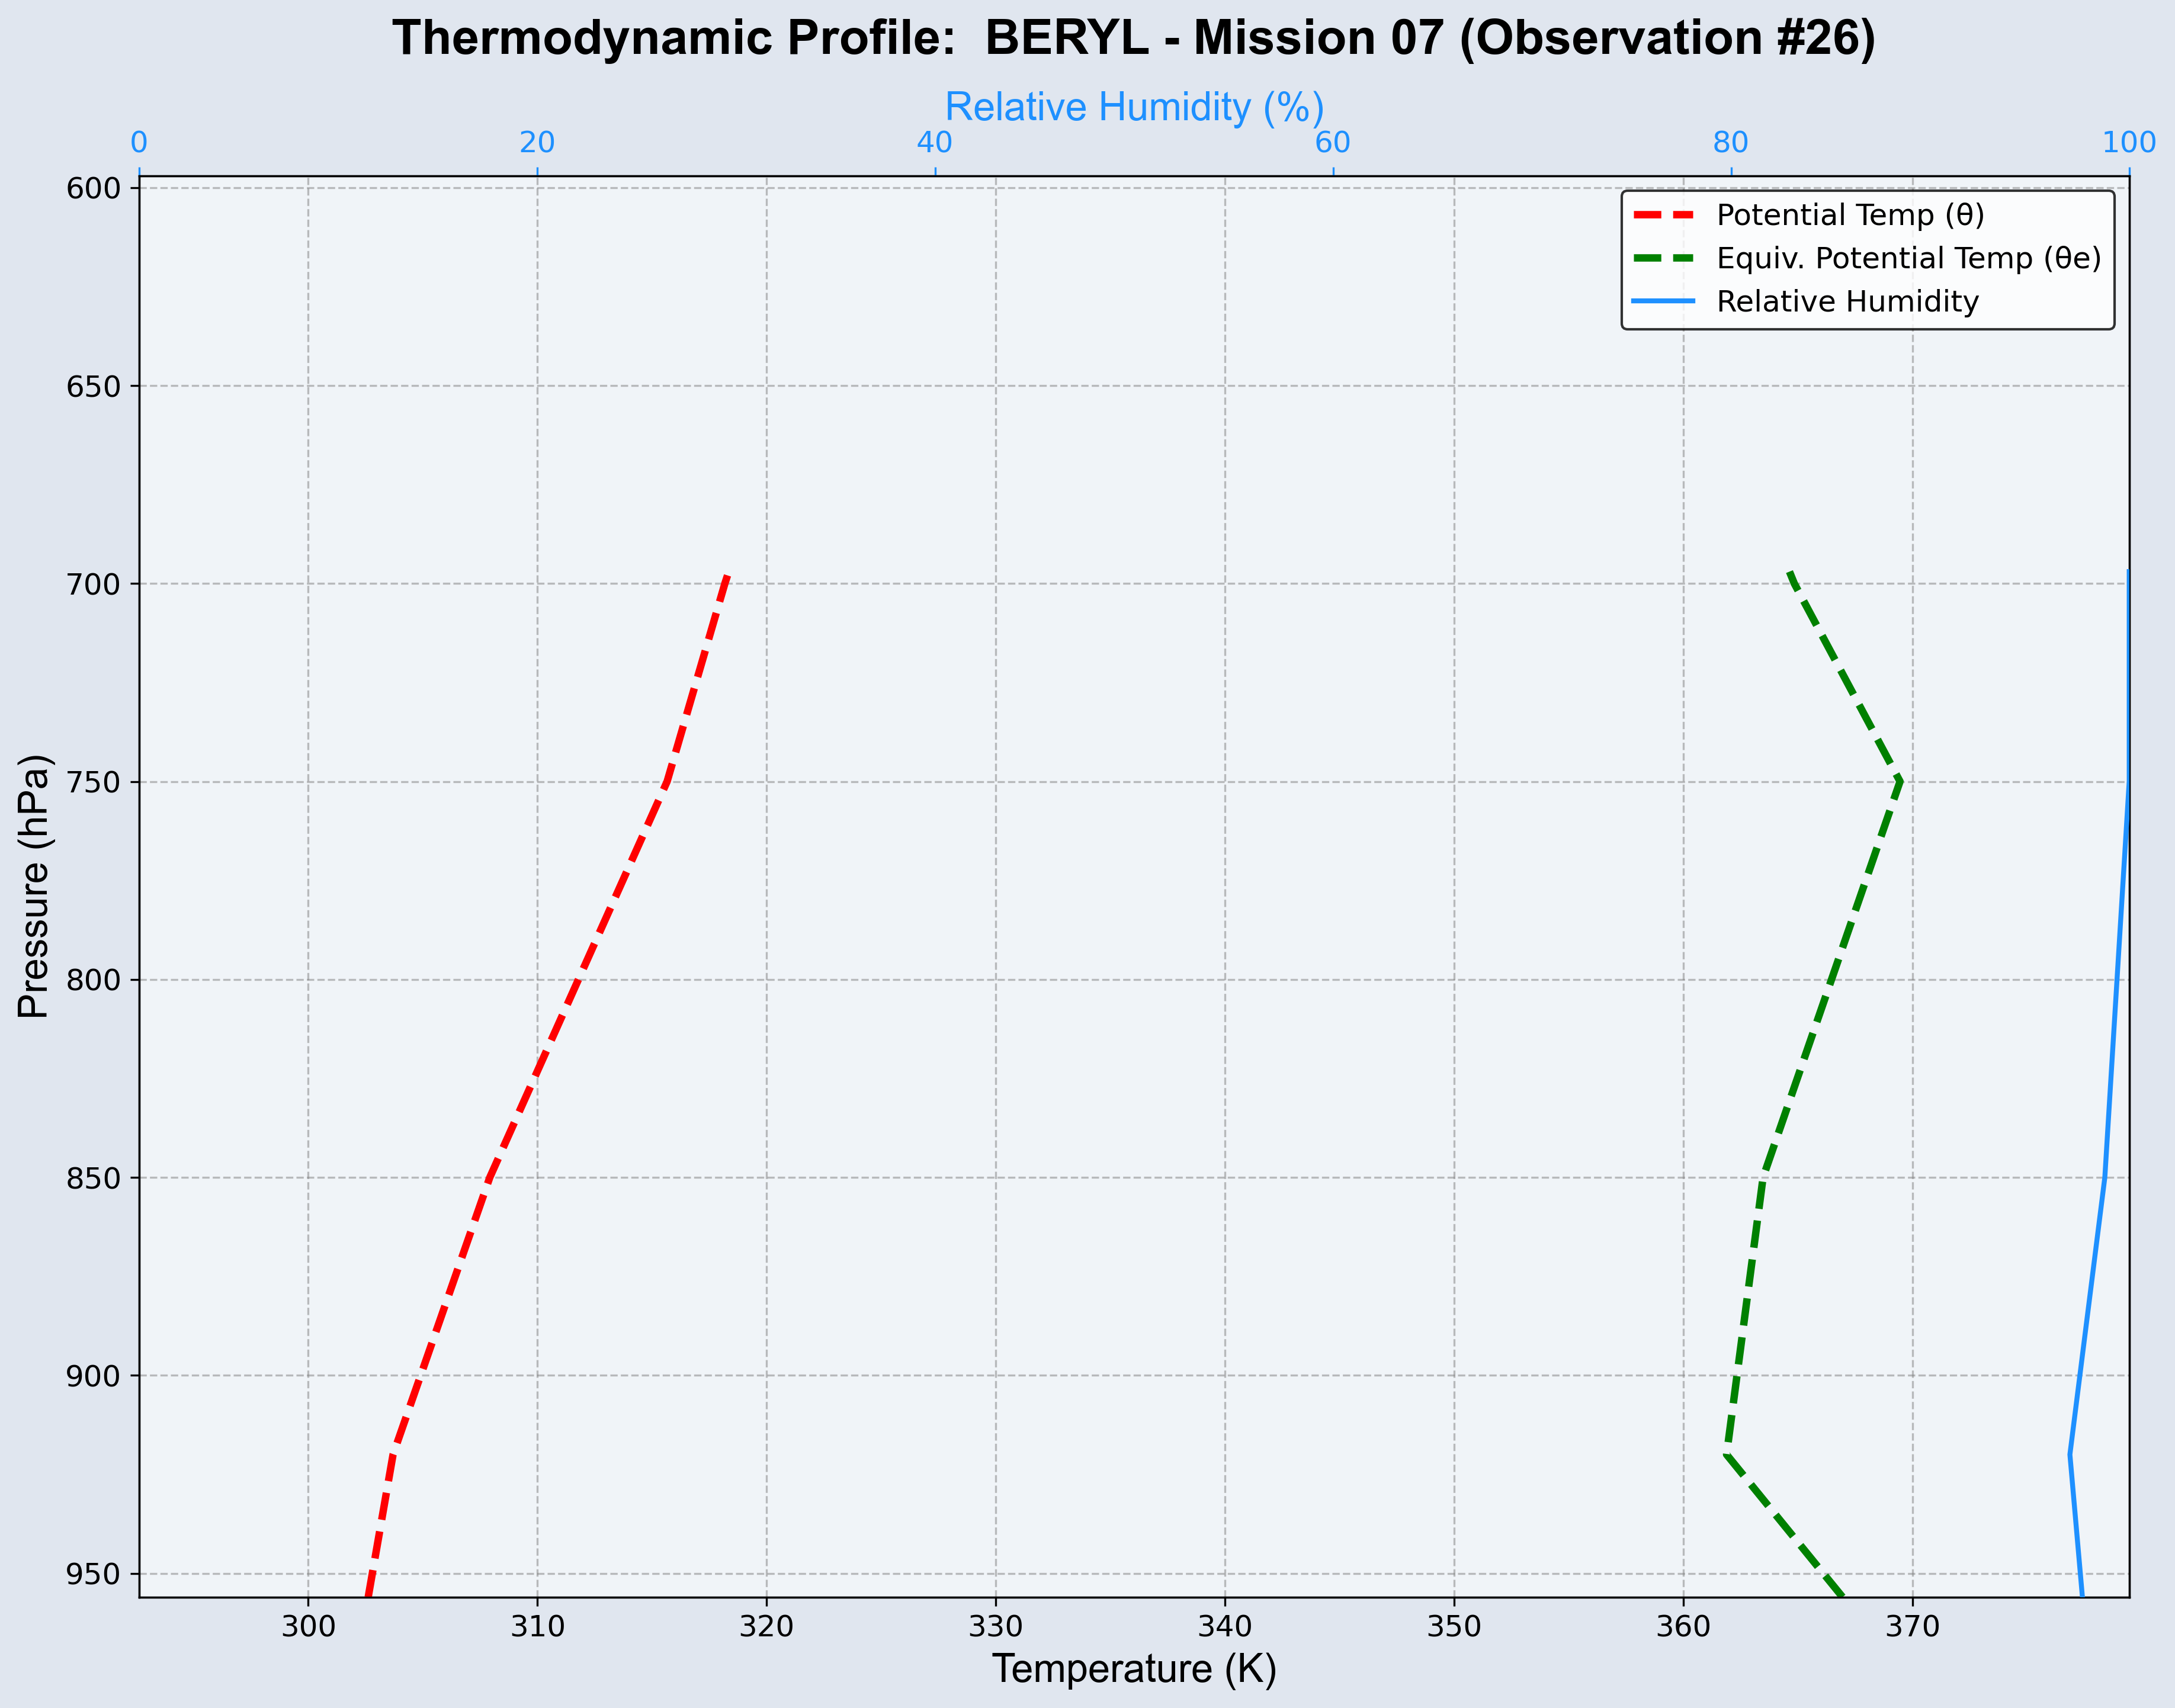 Thermodynamic Profile:  BERYL - Mission 07 (Observation #26)
Relative Humidity (%)
0 20 40 60 80 100
Potential Temp (θ)
Equiv. Potential Temp (θe)
Relative Humidity
Pressure (hPa)
600
650
700
750
800
850
900
950
300 310 320 330 340 350 360 370
Temperature (K)